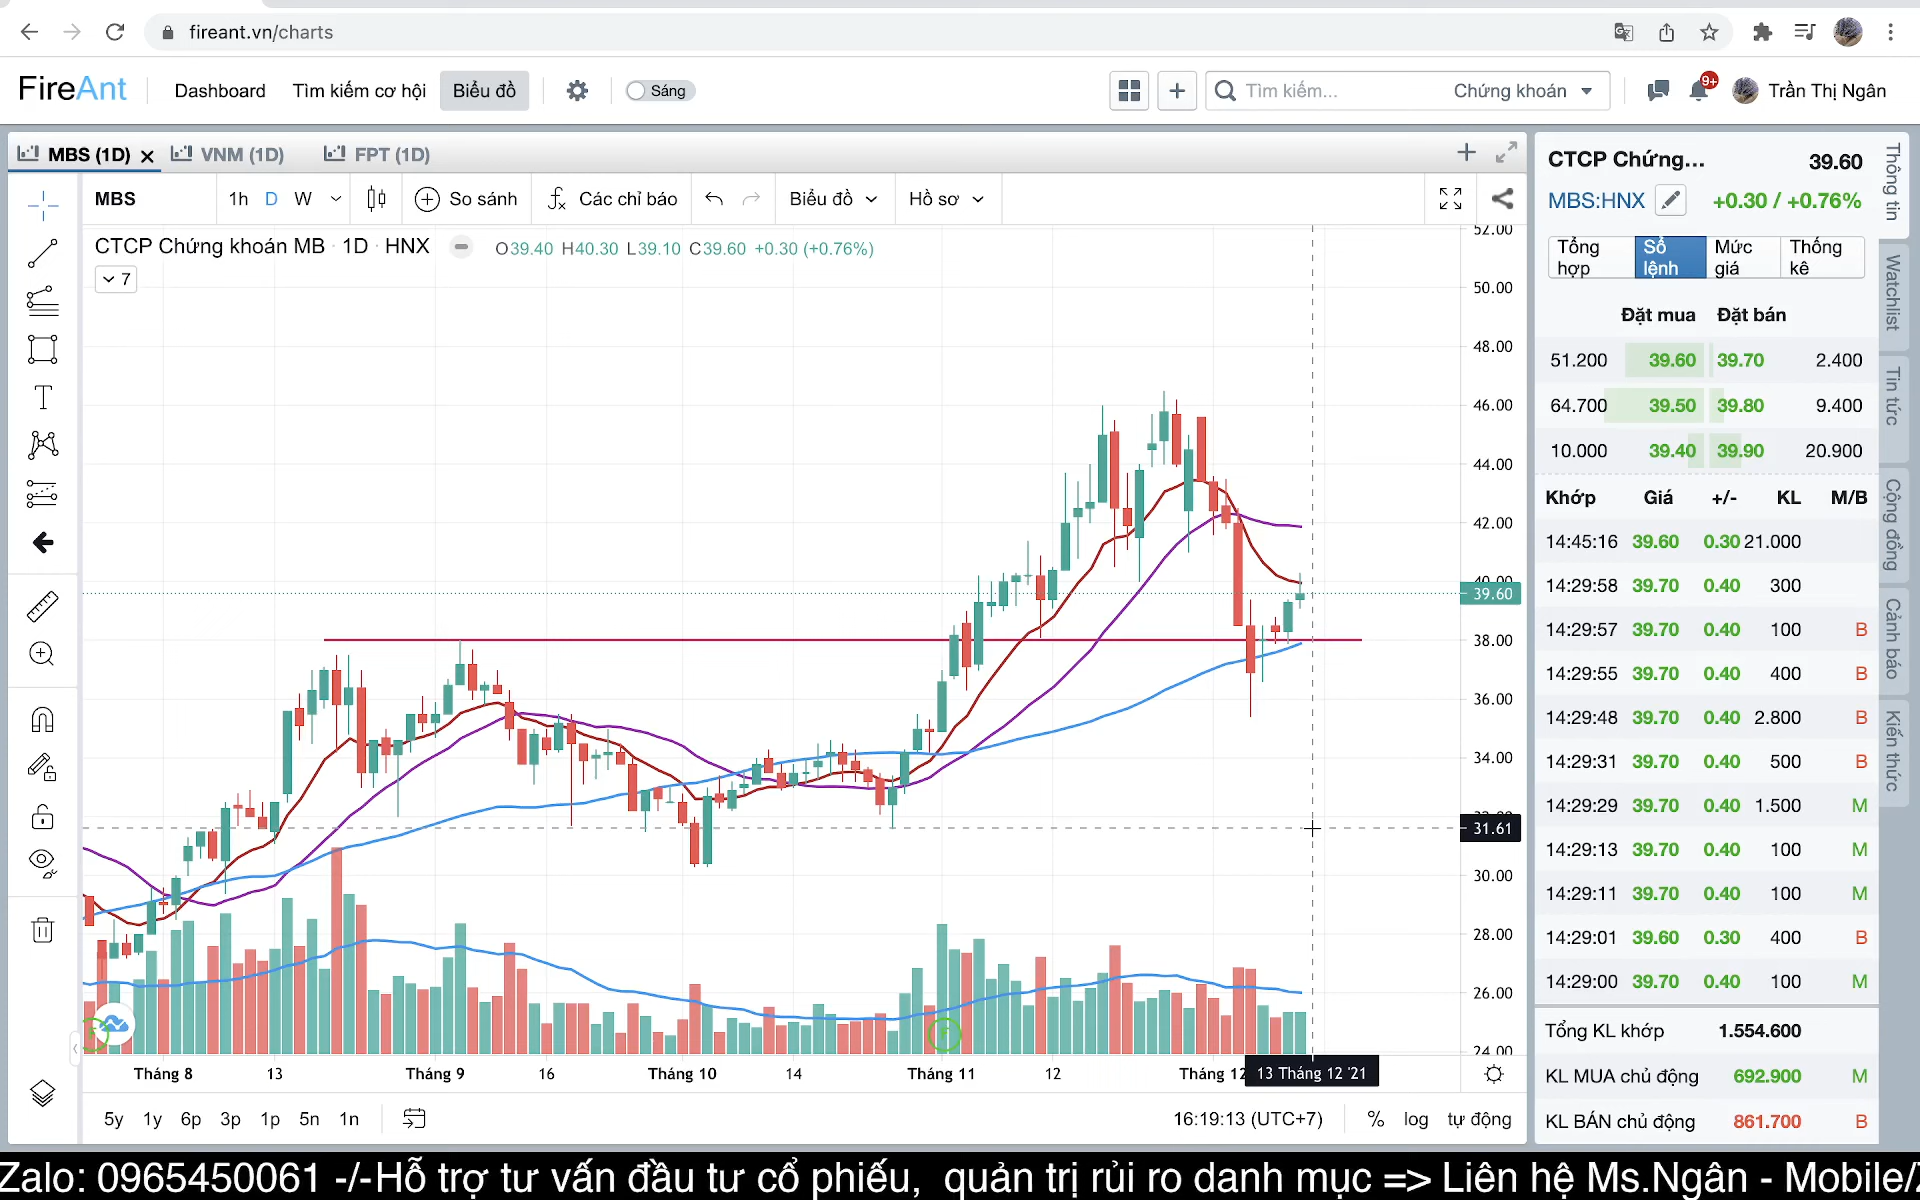 fireant.vn/charts
FireAnt
Dashboard
Tìm kiếm cơ hội
Biểu đồ
Sáng
Tìm kiếm...
Chứng khoán
9+
Trần Thị Ngân
MBS (1D)
VNM (1D)
FPT (1D)
MBS
1h
D
W
So sánh
Các chỉ báo
Biểu đồ
Hồ sơ
CTCP Chứng khoán MB · 1D · HNX
O39.40 H40.30 L39.10 C39.60 +0.30 (+0.76%)
7
52.00
50.00
48.00
46.00
44.00
42.00
40.00
39.60
38.00
36.00
34.00
32.00
31.61
30.00
28.00
26.00
24.00
Tháng 8
13
Tháng 9
16
Tháng 10
14
Tháng 11
12
Tháng 12
13 Tháng 12 '21
5y
1y
6p
3p
1p
5n
1n
16:19:13 (UTC+7)
%
log
tự động
CTCP Chứng...
39.60
MBS:HNX
+0.30 / +0.76%
Tổng hợp
Sổ lệnh
Mức giá
Thống kê
Đặt mua Đặt bán
51.200 39.60 39.70 2.400
64.700 39.50 39.80 9.400
10.000 39.40 39.90 20.900
Khớp Giá +/- KL M/B
14:45:16 39.60 0.30 21.000
14:29:58 39.70 0.40 300
14:29:57 39.70 0.40 100 B
14:29:55 39.70 0.40 400 B
14:29:48 39.70 0.40 2.800 B
14:29:31 39.70 0.40 500 B
14:29:29 39.70 0.40 1.500 M
14:29:13 39.70 0.40 100 M
14:29:11 39.70 0.40 100 M
14:29:01 39.60 0.30 400 B
14:29:00 39.70 0.40 100 M
Tổng KL khớp 1.554.600
KL MUA chủ động 692.900 M
KL BÁN chủ động 861.700 B
Thông tin
Watchlist
Tin tức
Cộng đồng
Cảnh báo
Kiến thức
Zalo: 0965450061 -/-Hỗ trợ tư vấn đầu tư cổ phiếu, quản trị rủi ro danh mục => Liên hệ Ms.Ngân - Mobile/